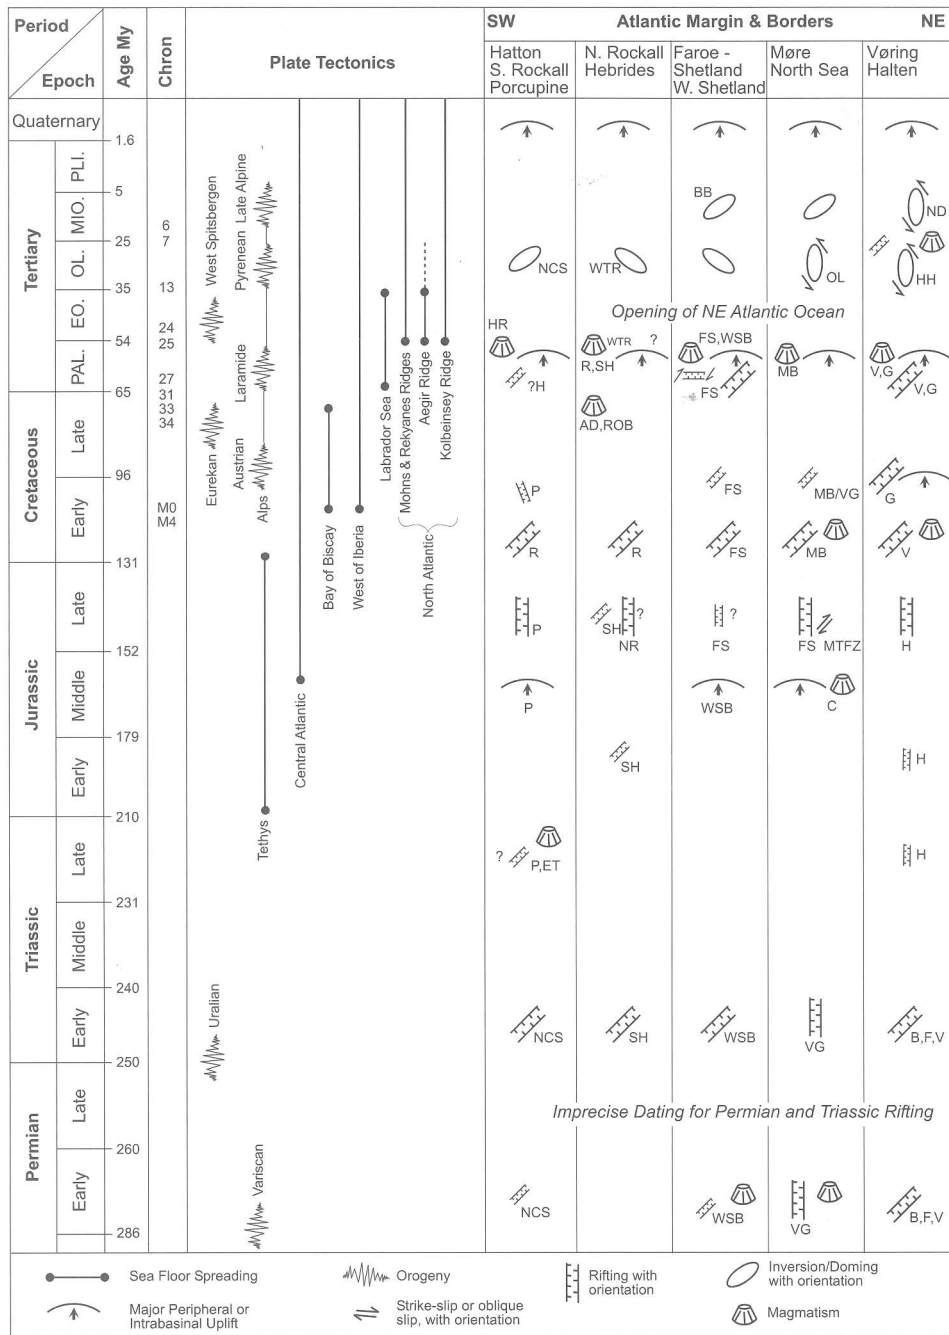 Period
Epoch
Age My
Chron
Plate Tectonics
SW Atlantic Margin & Borders NE
Hatton
S. Rockall
Porcupine
N. Rockall
Hebrides
Faroe -
Shetland
W. Shetland
Møre
North Sea
Vøring
Halten
Quaternary
1.6
Tertiary
PLI.
5
MIO.
6
25
7
OL.
35
13
EO.
24
54
25
PAL.
27
65
31
Cretaceous
Late
33
34
96
Early
M0
M4
131
Jurassic
Late
152
Middle
179
Early
210
Triassic
Late
231
Middle
240
Early
250
Permian
Late
260
Early
286
West Spitsbergen
Eurekan
Uralian
Late Alpine
Pyrenean
Laramide
Austrian
Alps
Variscan
Tethys
Central Atlantic
Bay of Biscay
West of Iberia
Labrador Sea
Mohns & Rekyanes Ridges
Aegir Ridge
Kolbeinsey Ridge
North Atlantic
BB
ND
NCS
WTR
OL
HH
Opening of NE Atlantic Ocean
HR
WTR
?
R,SH
FS,WSB
MB
V,G
?H
FS
V,G
AD,ROB
P
FS
MB/VG
G
R
R
FS
MB
V
P
SH
?
NR
?
FS
FS
MTFZ
H
P
WSB
C
SH
H
?
P,ET
H
NCS
SH
WSB
VG
B,F,V
Imprecise Dating for Permian and Triassic Rifting
NCS
WSB
VG
B,F,V
Sea Floor Spreading
Orogeny
Rifting with
orientation
Inversion/Doming
with orientation
Major Peripheral or
Intrabasinal Uplift
Strike-slip or oblique
slip, with orientation
Magmatism